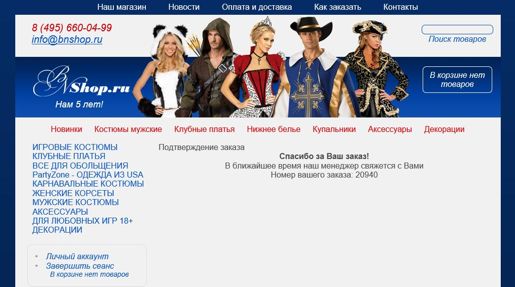 Наш магазин Новости Оплата и доставка Как заказать Контакты
8 (495) 660-04-99
info@bnshop.ru
Поиск товаров
BNShop.ru
Нам 5 лет!
В корзине нет
товаров
Новинки Костюмы мужские Клубные платья Нижнее белье Купальники Аксессуары Декорации
ИГРОВЫЕ КОСТЮМЫ
КЛУБНЫЕ ПЛАТЬЯ
ВСЕ ДЛЯ ОБОЛЬЩЕНИЯ
PartyZone - ОДЕЖДА ИЗ USA
КАРНАВАЛЬНЫЕ КОСТЮМЫ
ЖЕНСКИЕ КОРСЕТЫ
МУЖСКИЕ КОСТЮМЫ
АКСЕССУАРЫ
ДЛЯ ЛЮБОВНЫХ ИГР 18+
ДЕКОРАЦИИ
Личный аккаунт
Завершить сеанс
В корзине нет товаров
Подтверждение заказа
Спасибо за Ваш заказ!
В ближайшее время наш менеджер свяжется с Вами
Номер вашего заказа: 20940